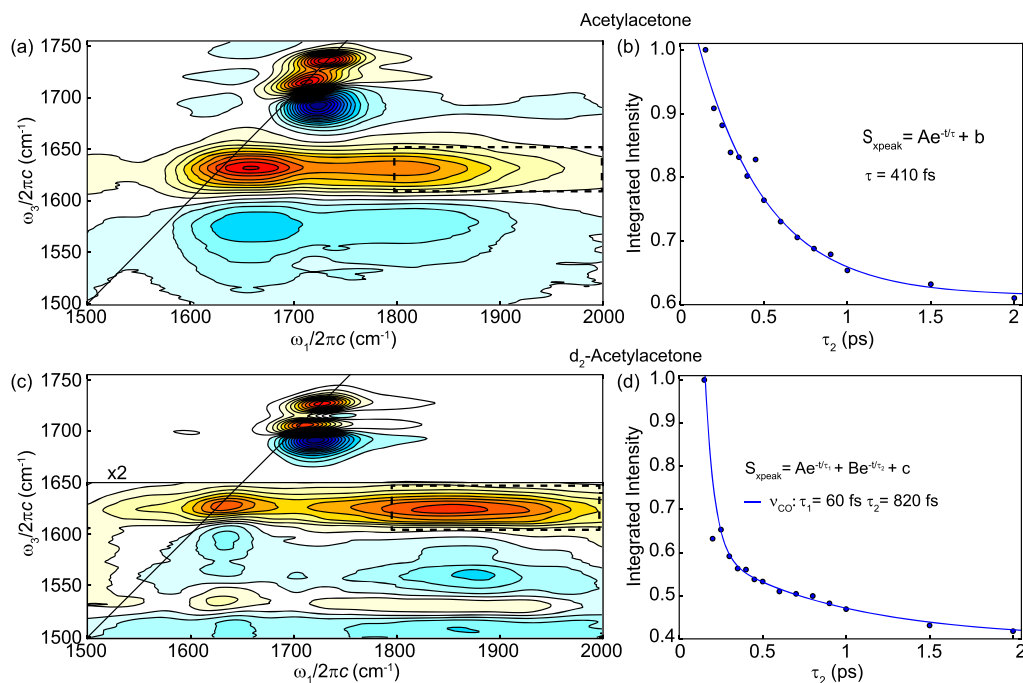 Acetylacetone
(a)
1750
1700
1650
1600
1550
1500
ω₃/2πc (cm⁻¹)
1500 1600 1700 1800 1900 2000
ω₁/2πc (cm⁻¹)
(b)
1.0
0.9
0.8
0.7
0.6
Integrated Intensity
Sxpeak = Ae^-t/τ + b
τ = 410 fs
0 0.5 1 1.5 2
τ₂ (ps)
d₂-Acetylacetone
(c)
1750
1700
1650
1600
1550
1500
ω₃/2πc (cm⁻¹)
x2
1500 1600 1700 1800 1900 2000
ω₁/2πc (cm⁻¹)
(d)
1.0
0.9
0.8
0.7
0.6
0.5
0.4
Integrated Intensity
Sxpeak = Ae^-t/τ₁ + Be^-t/τ₂ + c
νCO: τ₁ = 60 fs τ₂ = 820 fs
0 0.5 1 1.5 2
τ₂ (ps)